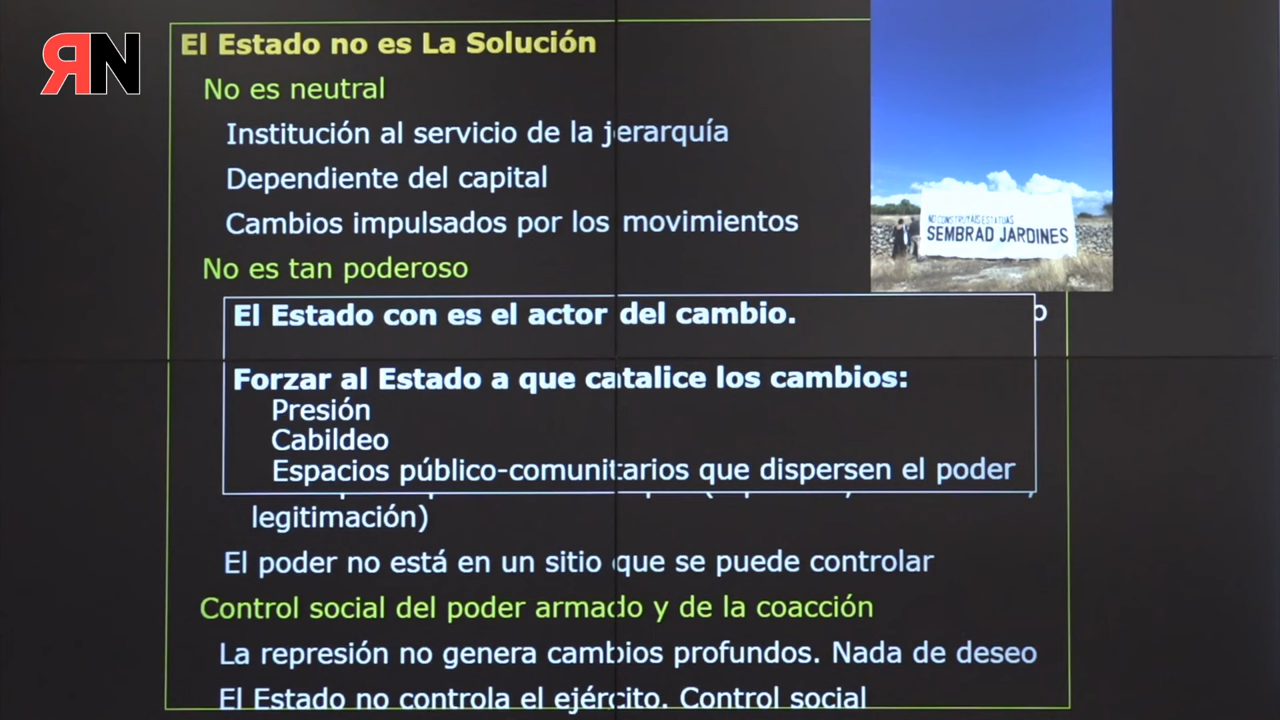 ЯN
El Estado no es La Solución
No es neutral
Institución al servicio de la jerarquía
Dependiente del capital
Cambios impulsados por los movimientos
NO CONSTRUYAIS ESTATUAS
SEMBRAD JARDINES
No es tan poderoso
o
El Estado con es el actor del cambio.
Forzar al Estado a que catalice los cambios:
Presión
Cabildeo
Espacios público-comunitarios que dispersen el poder
legitimación)
El poder no está en un sitio que se puede controlar
Control social del poder armado y de la coacción
La represión no genera cambios profundos. Nada de deseo
El Estado no controla el ejército. Control social